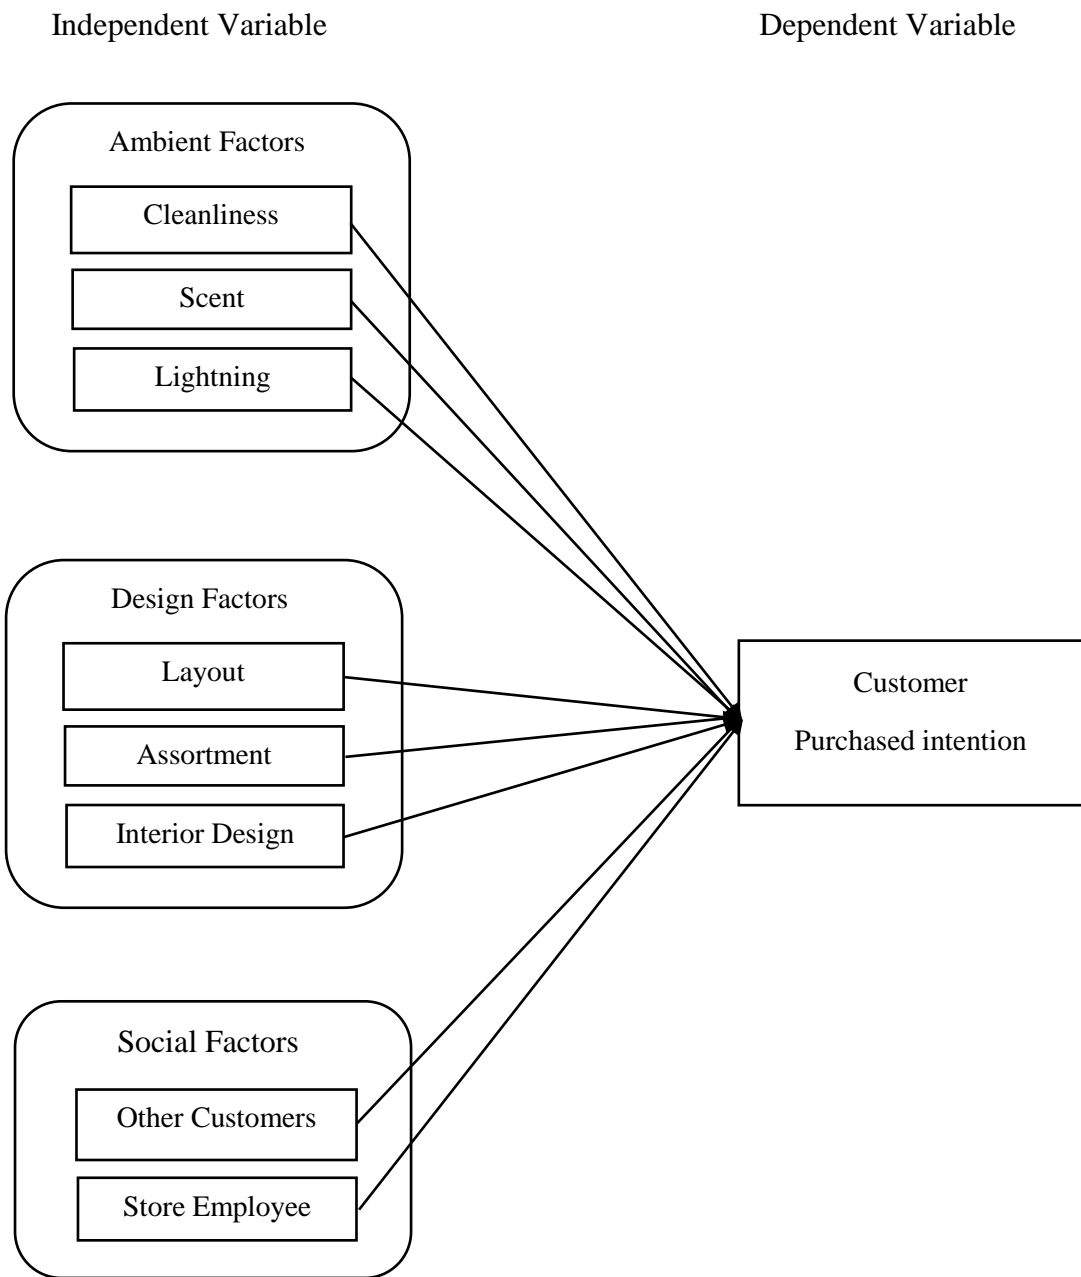 Independent Variable
Dependent Variable
Ambient Factors
Cleanliness
Scent
Lightning
Design Factors
Layout
Assortment
Interior Design
Customer
Purchased intention
Social Factors
Other Customers
Store Employee